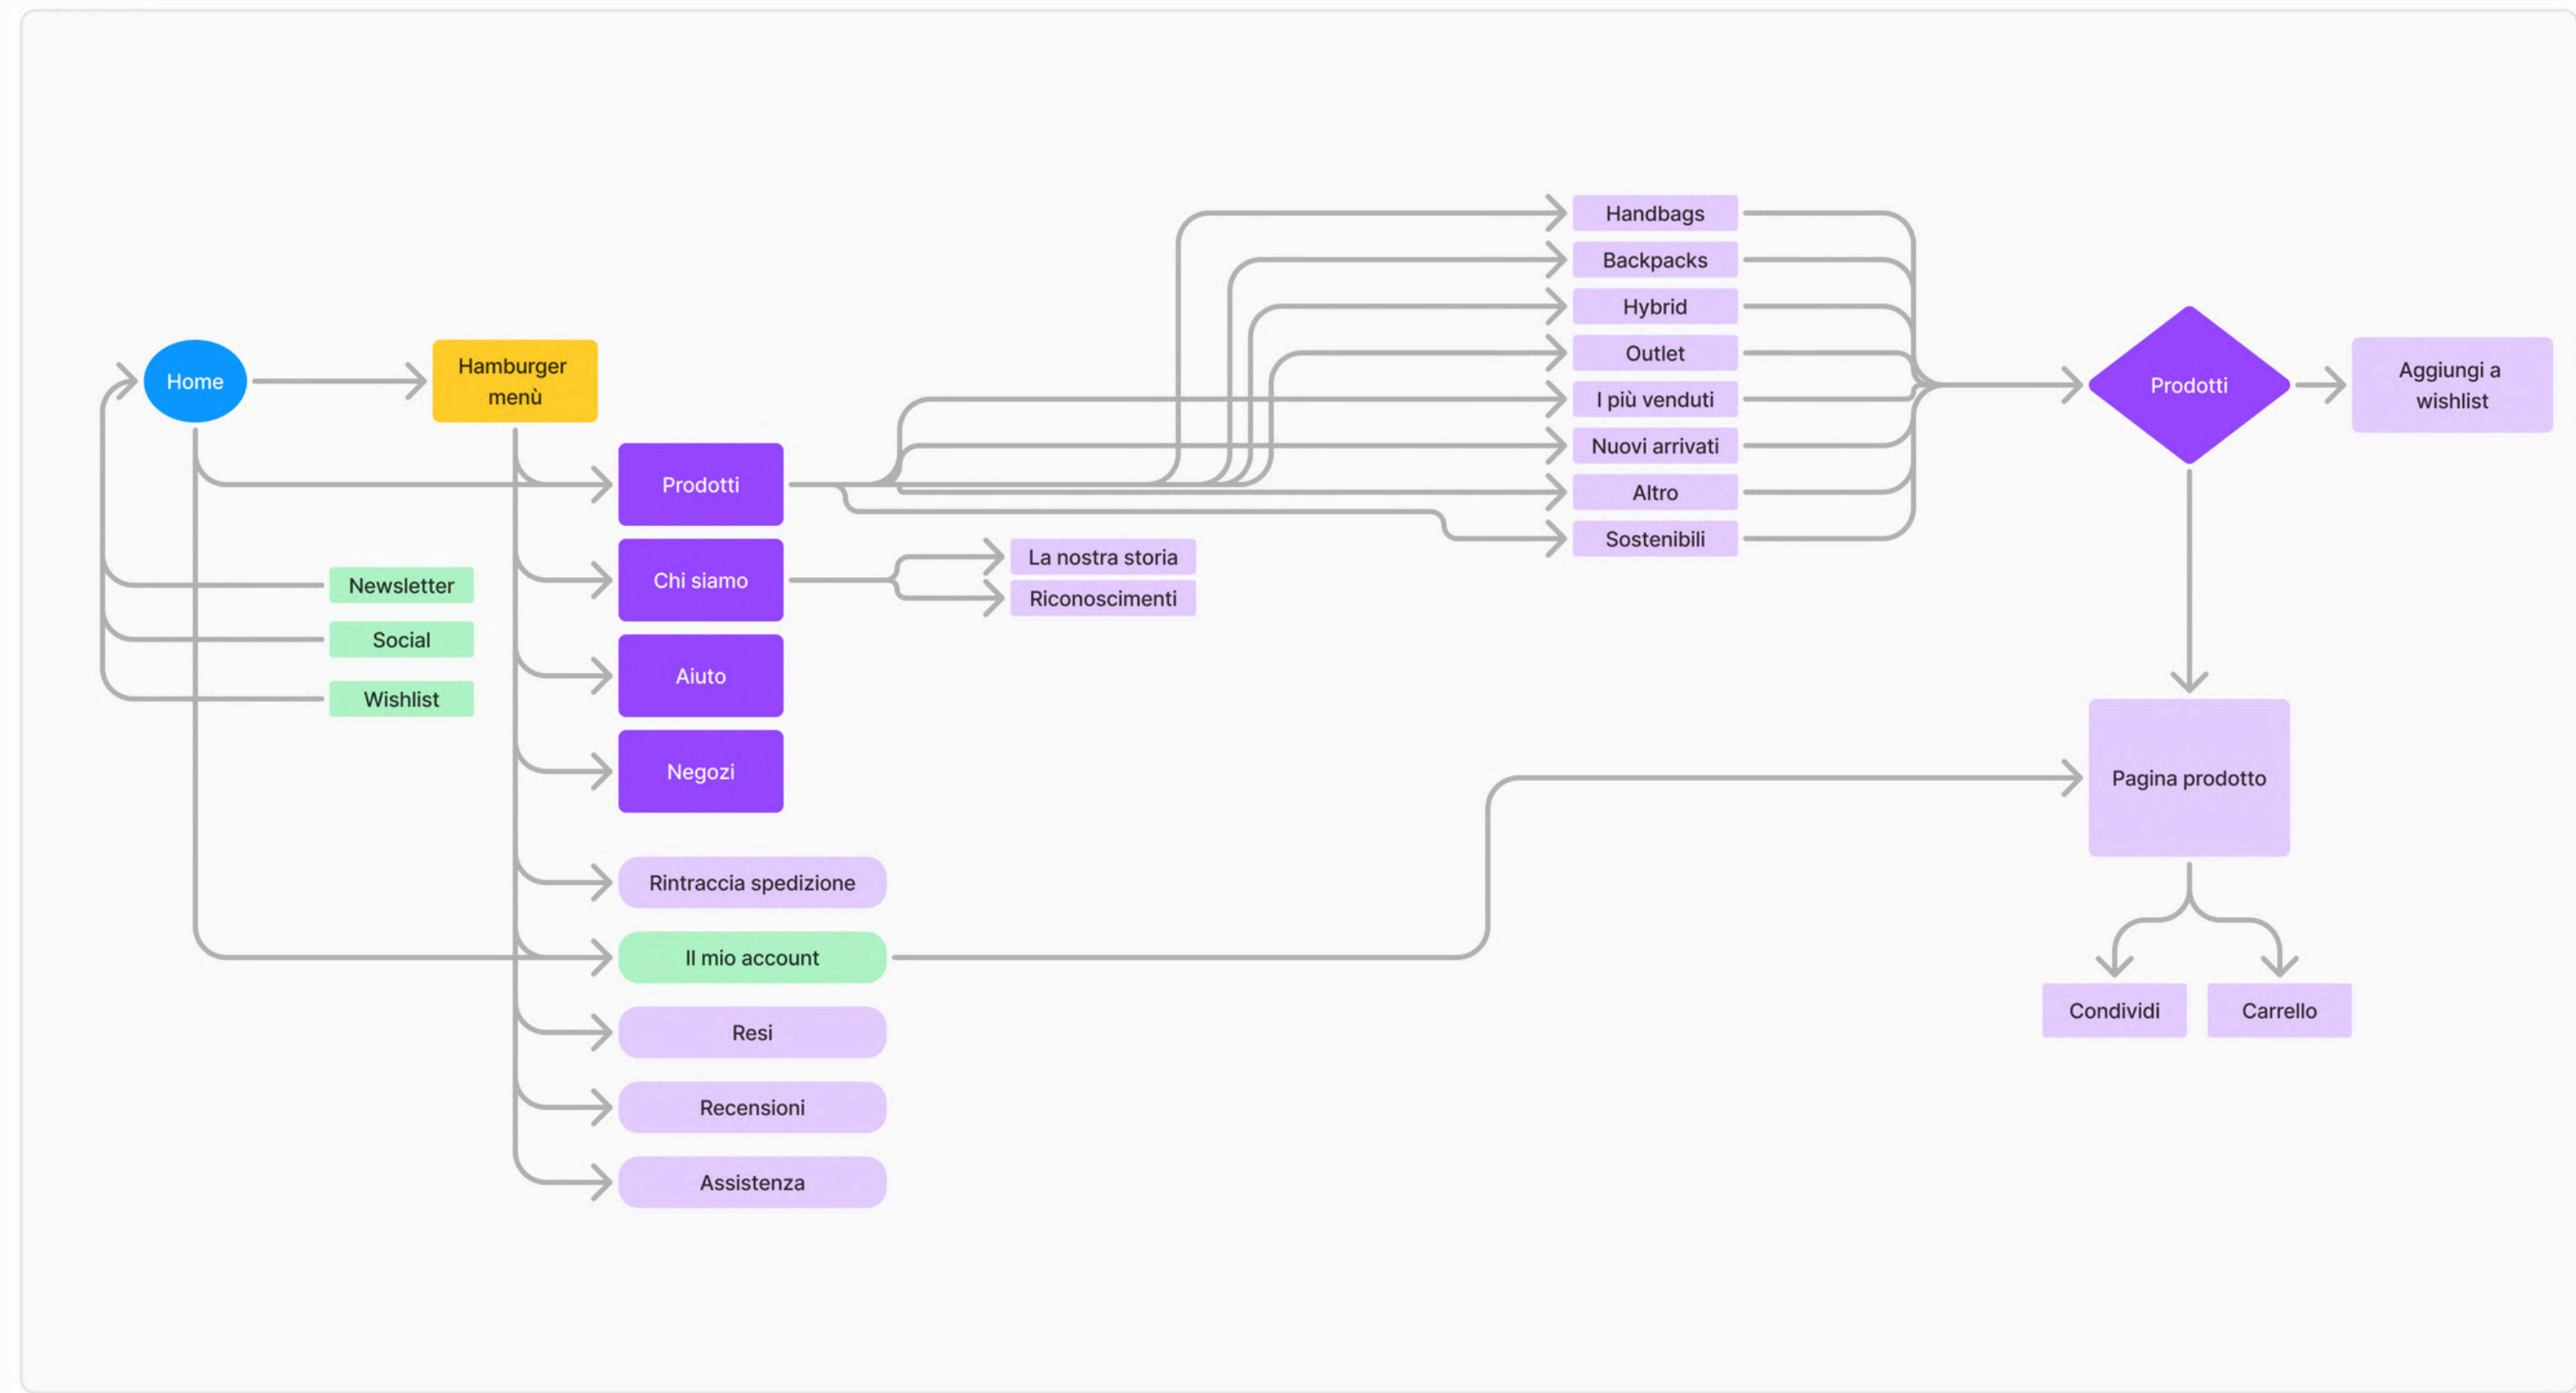 Home
Hamburger
menù
Newsletter
Social
Wishlist
Prodotti
Chi siamo
Aiuto
Negozi
Rintraccia spedizione
Il mio account
Resi
Recensioni
Assistenza
La nostra storia
Riconoscimenti
Handbags
Backpacks
Hybrid
Outlet
I più venduti
Nuovi arrivati
Altro
Sostenibili
Prodotti
Aggiungi a
wishlist
Pagina prodotto
Condividi
Carrello